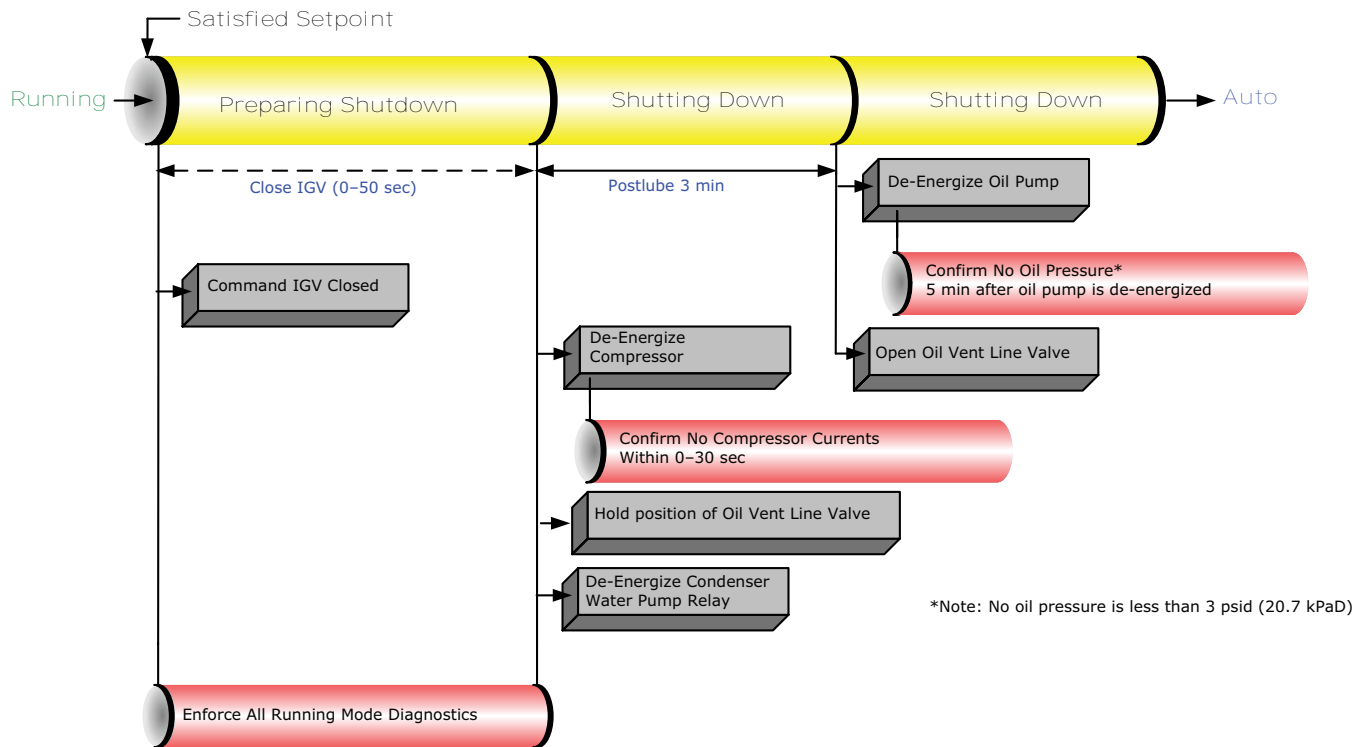 Satisfied Setpoint
Running
Preparing Shutdown
Shutting Down
Shutting Down
Auto
Close IGV (0–50 sec)
Postlube 3 min
De-Energize Oil Pump
Confirm No Oil Pressure*
5 min after oil pump is de-energized
Command IGV Closed
De-Energize
Compressor
Open Oil Vent Line Valve
Confirm No Compressor Currents
Within 0–30 sec
Hold position of Oil Vent Line Valve
De-Energize Condenser
Water Pump Relay
*Note: No oil pressure is less than 3 psid (20.7 kPaD)
Enforce All Running Mode Diagnostics